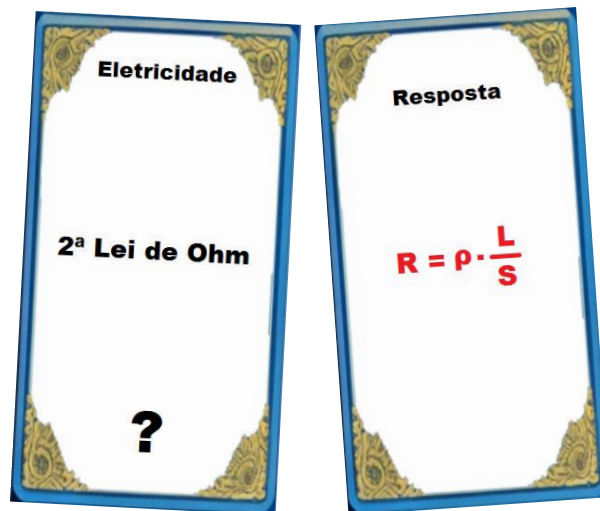 Eletricidade
2ª Lei de Ohm
?
Resposta
R = ρ · L/S